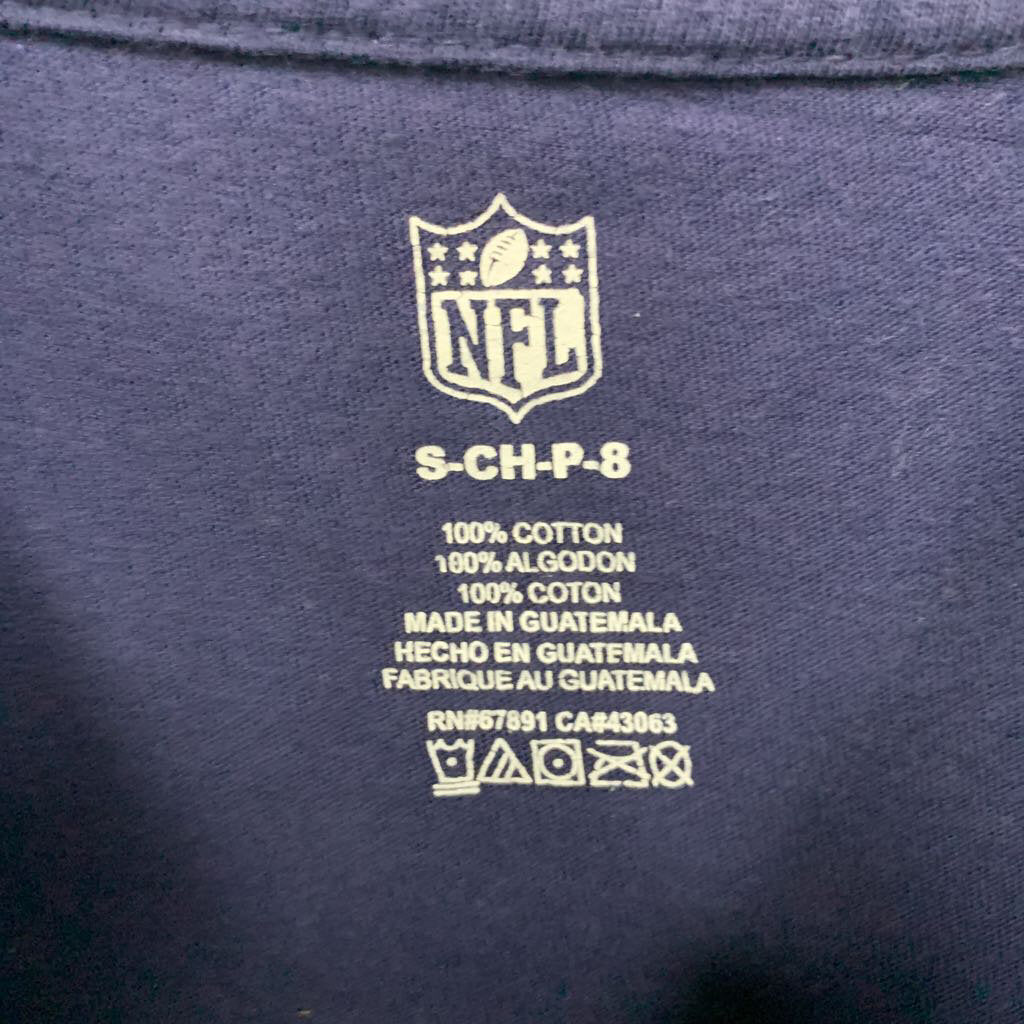 NFL
S-CH-P-8
100% COTTON
100% ALGODON
100% COTON
MADE IN GUATEMALA
HECHO EN GUATEMALA
FABRIQUE AU GUATEMALA
RN#67891 CA#43063